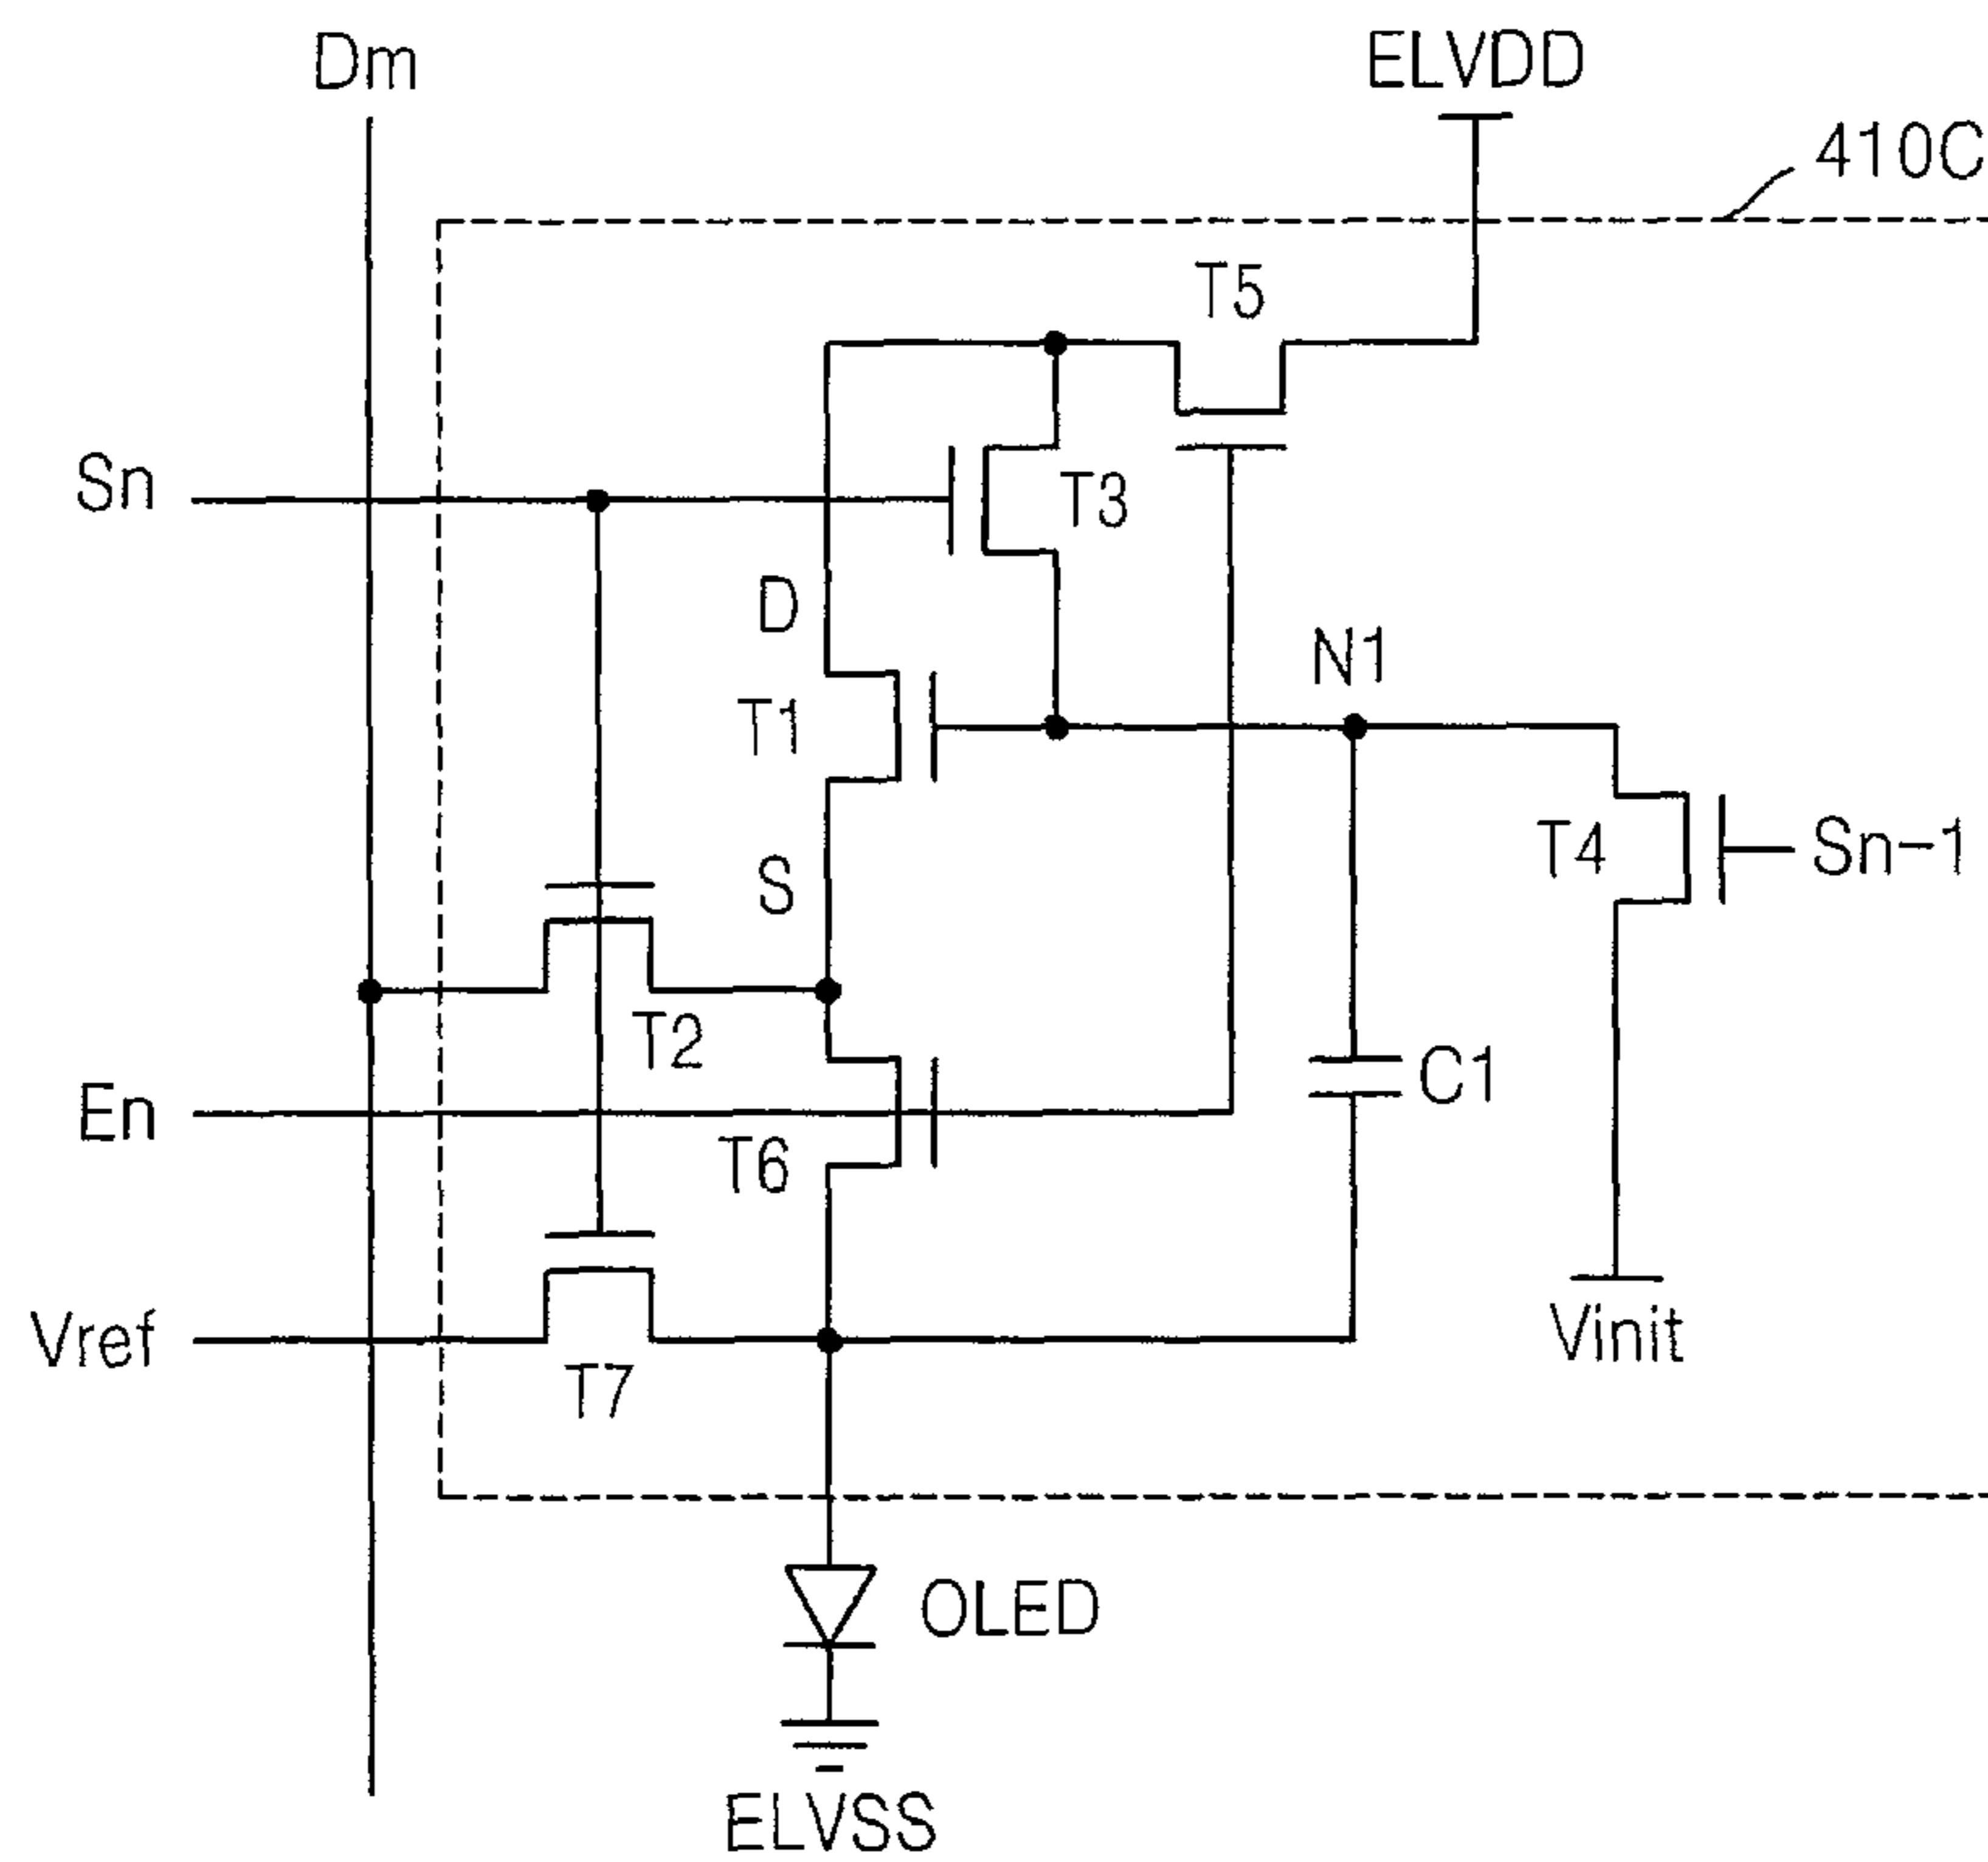 Dm
ELVDD
410C
T5
Sn
T3
D
N1
T1
T4
Sn-1
S
T2
C1
En
T6
Vref
Vinit
T7
OLED
ELVSS